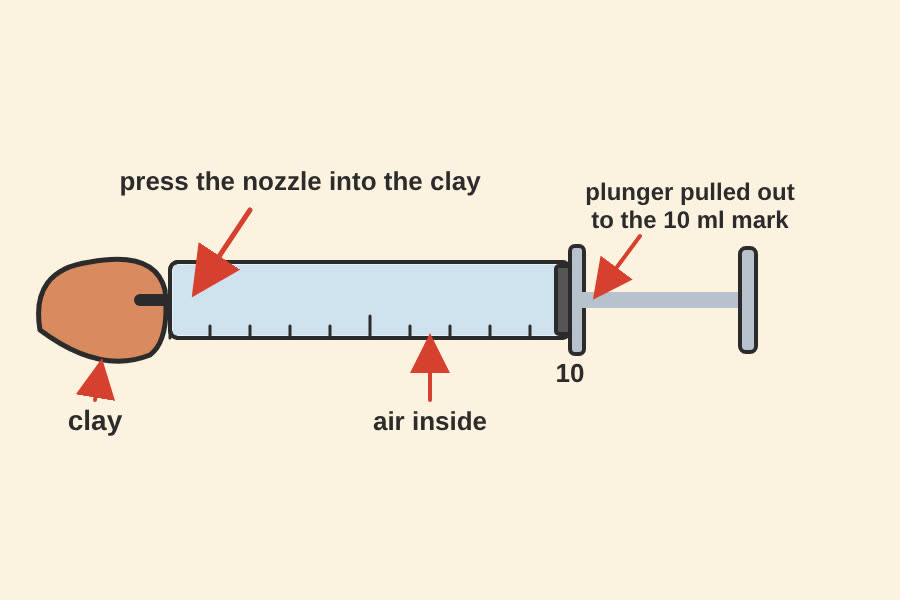 press the nozzle into the clay
plunger pulled out
to the 10 ml mark
10
clay
air inside